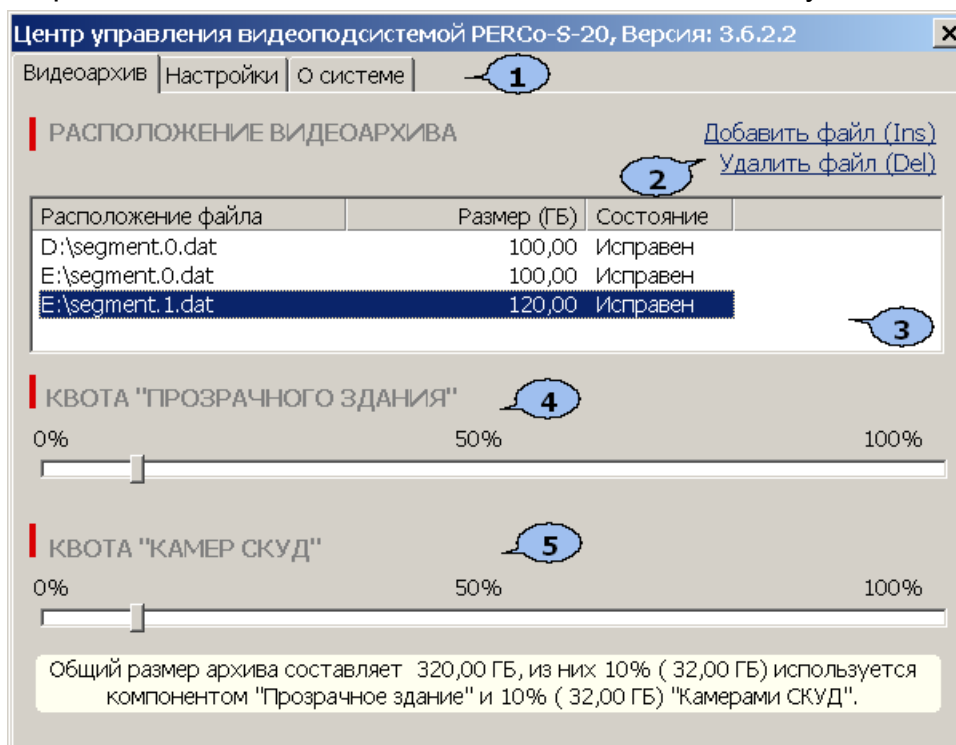 Центр управления видеоподсистемой PERCo-S-20, Версия: 3.6.2.2
Видеоархив Настройки О системе 1
РАСПОЛОЖЕНИЕ ВИДЕОАРХИВА Добавить файл (Ins)
2 Удалить файл (Del)
Расположение файла Размер (ГБ) Состояние
D:\segment.0.dat 100,00 Исправен
E:\segment.0.dat 100,00 Исправен
E:\segment.1.dat 120,00 Исправен
3
КВОТА "ПРОЗРАЧНОГО ЗДАНИЯ" 4
0% 50% 100%
КВОТА "КАМЕР СКУД" 5
0% 50% 100%
Общий размер архива составляет 320,00 ГБ, из них 10% ( 32,00 ГБ) используется
компонентом "Прозрачное здание" и 10% ( 32,00 ГБ) "Камерами СКУД".